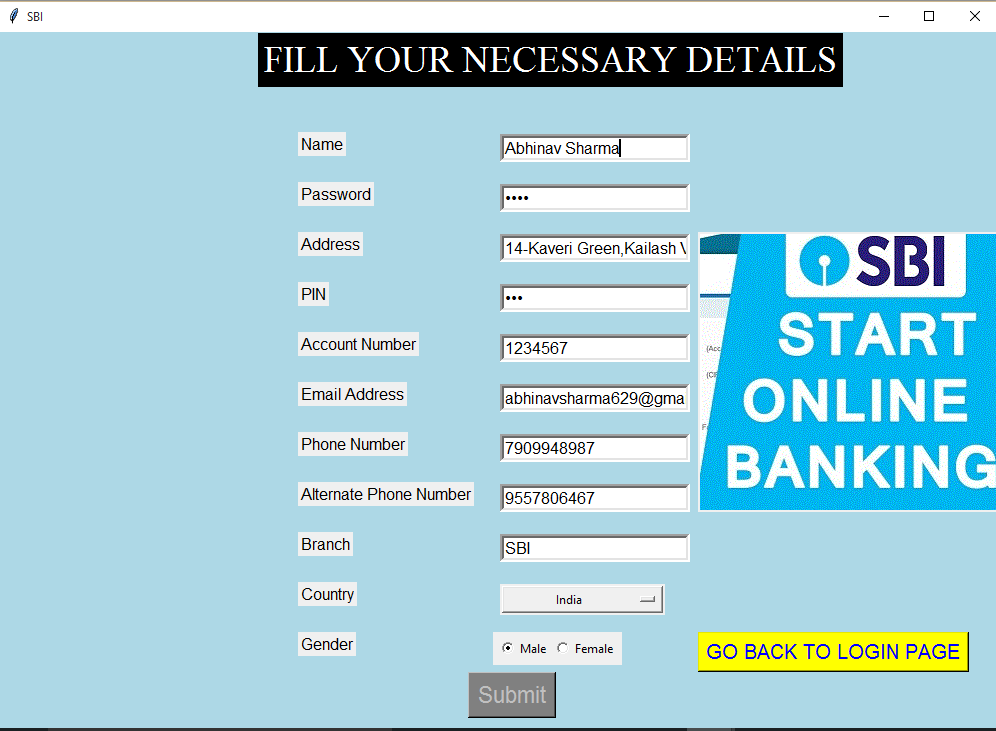 SBI
FILL YOUR NECESSARY DETAILS
Name
Abhinav Sharma
Password
••••
Address
14-Kaveri Green,Kailash
PIN
•••
Account Number
1234567
Email Address
abhinavsharma629@gma
Phone Number
7909948987
Alternate Phone Number
9557806467
Branch
SBI
Country
India
Gender
Male
Female
Submit
SBI
START
ONLINE
BANKING
GO BACK TO LOGIN PAGE